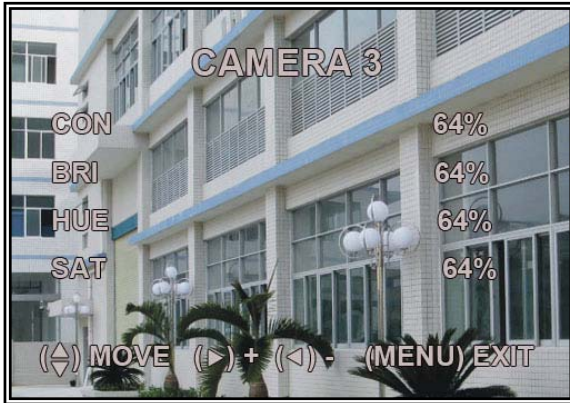 CAMERA 3
CON 64%
BRI 64%
HUE 64%
SAT 64%
(▲▼) MOVE (►) + (◄) - (MENU) EXIT